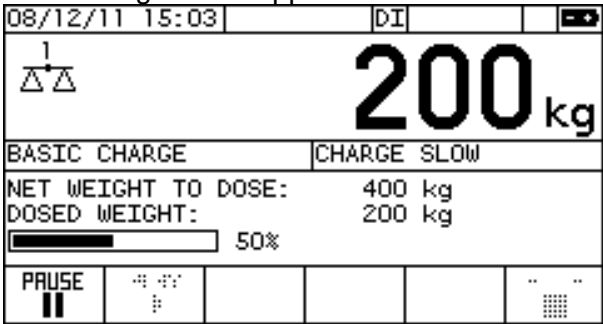 08/12/11 15:03 DI
1
200 kg
BASIC CHARGE CHARGE SLOW
NET WEIGHT TO DOSE: 400 kg
DOSED WEIGHT: 200 kg
50%
PAUSE